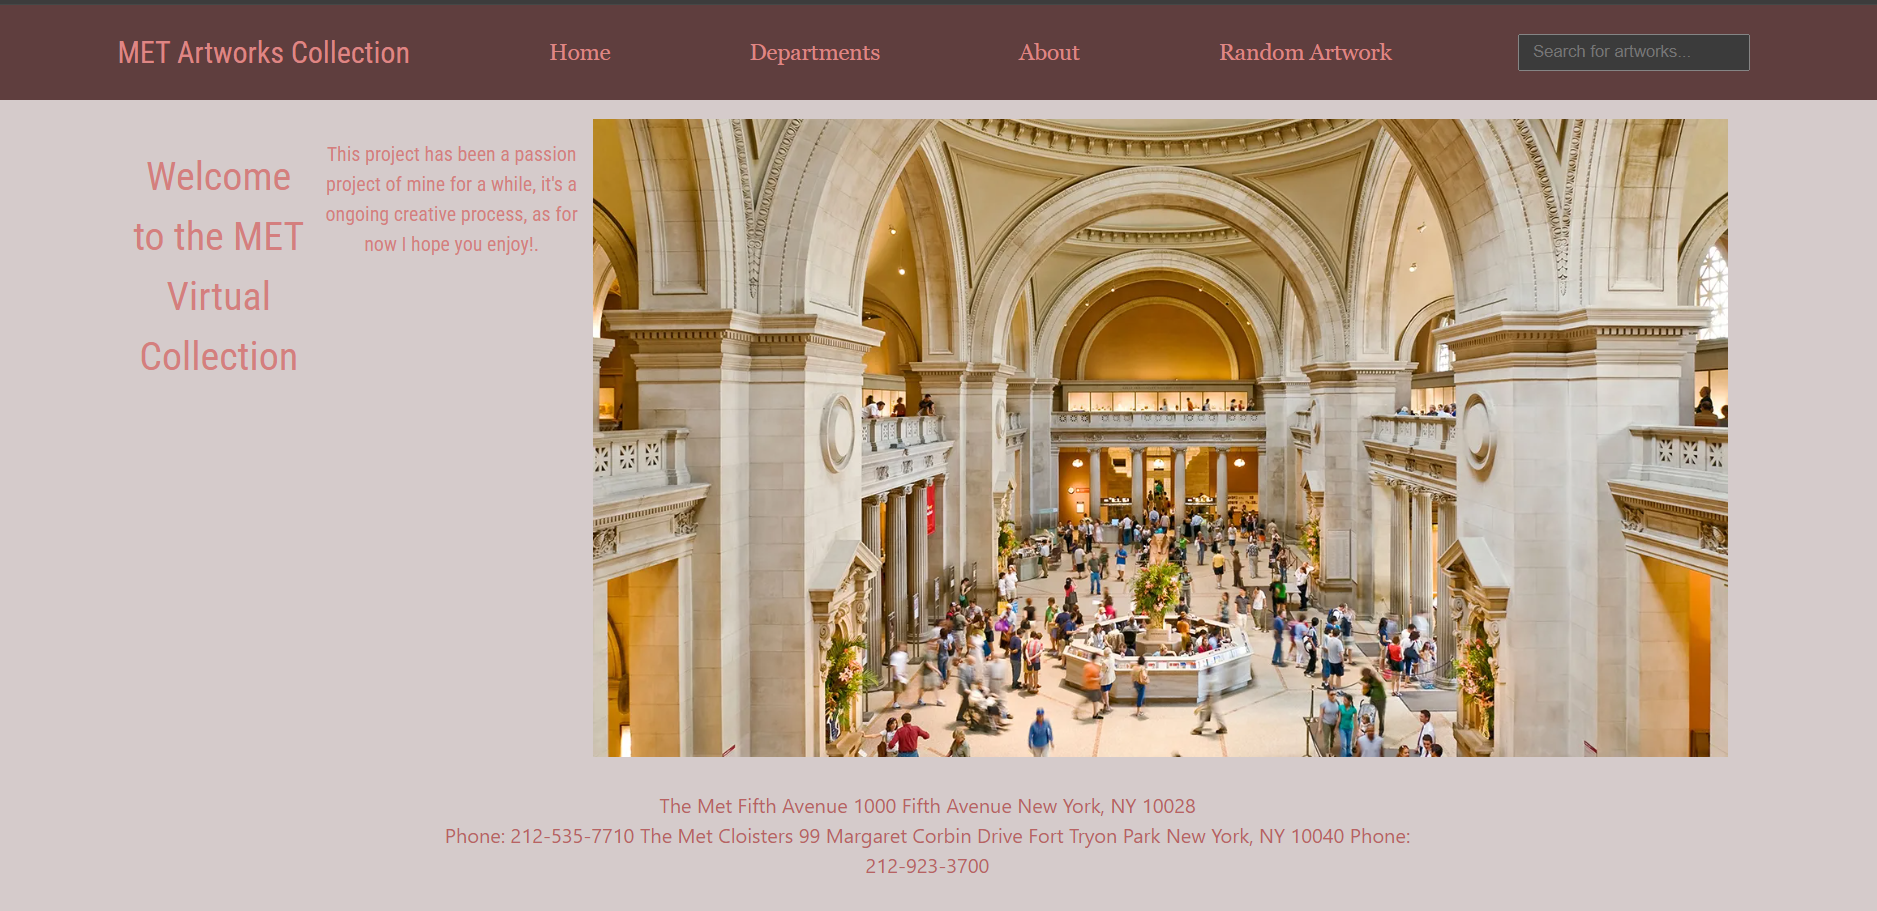 MET Artworks Collection
Home
Departments
About
Random Artwork
Search for artworks...
Welcome
to the MET
Virtual
Collection
This project has been a passion
project of mine for a while, it's a
ongoing creative process, as for
now I hope you enjoy!.
The Met Fifth Avenue 1000 Fifth Avenue New York, NY 10028
Phone: 212-535-7710 The Met Cloisters 99 Margaret Corbin Drive Fort Tryon Park New York, NY 10040 Phone:
212-923-3700